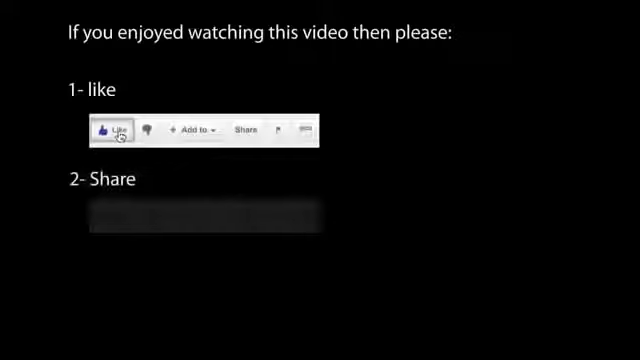 If you enjoyed watching this video then please:
1- like
Like + Add to Share
2- Share